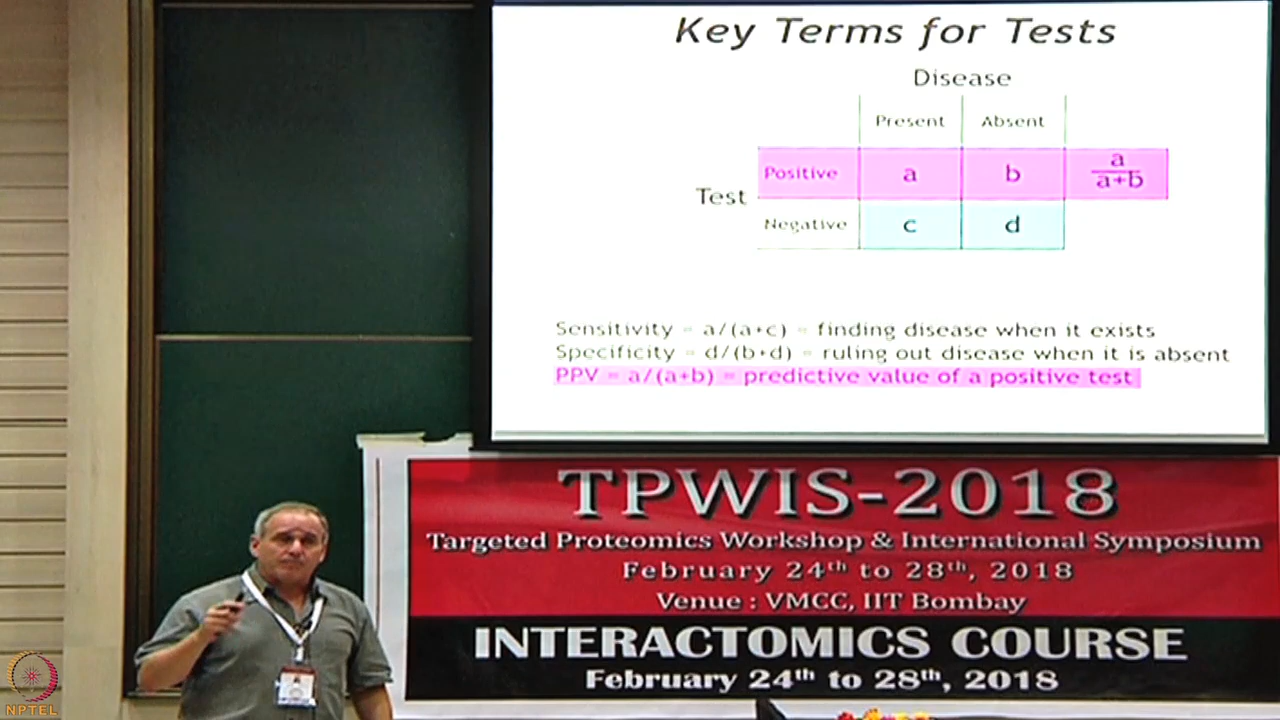 Key Terms for Tests
Disease
Present Absent
Positive a b a
a+b
Test
Negative c d
Sensitivity = a/(a+c) = finding disease when it exists
Specificity = d/(b+d) = ruling out disease when it is absent
PPV = a/(a+b) = predictive value of a positive test
TPWIS-2018
Targeted Proteomics Workshop & International Symposium
February 24th to 28th, 2018
Venue : VMCC, IIT Bombay
INTERACTOMICS COURSE
February 24th to 28th, 2018
NPTEL